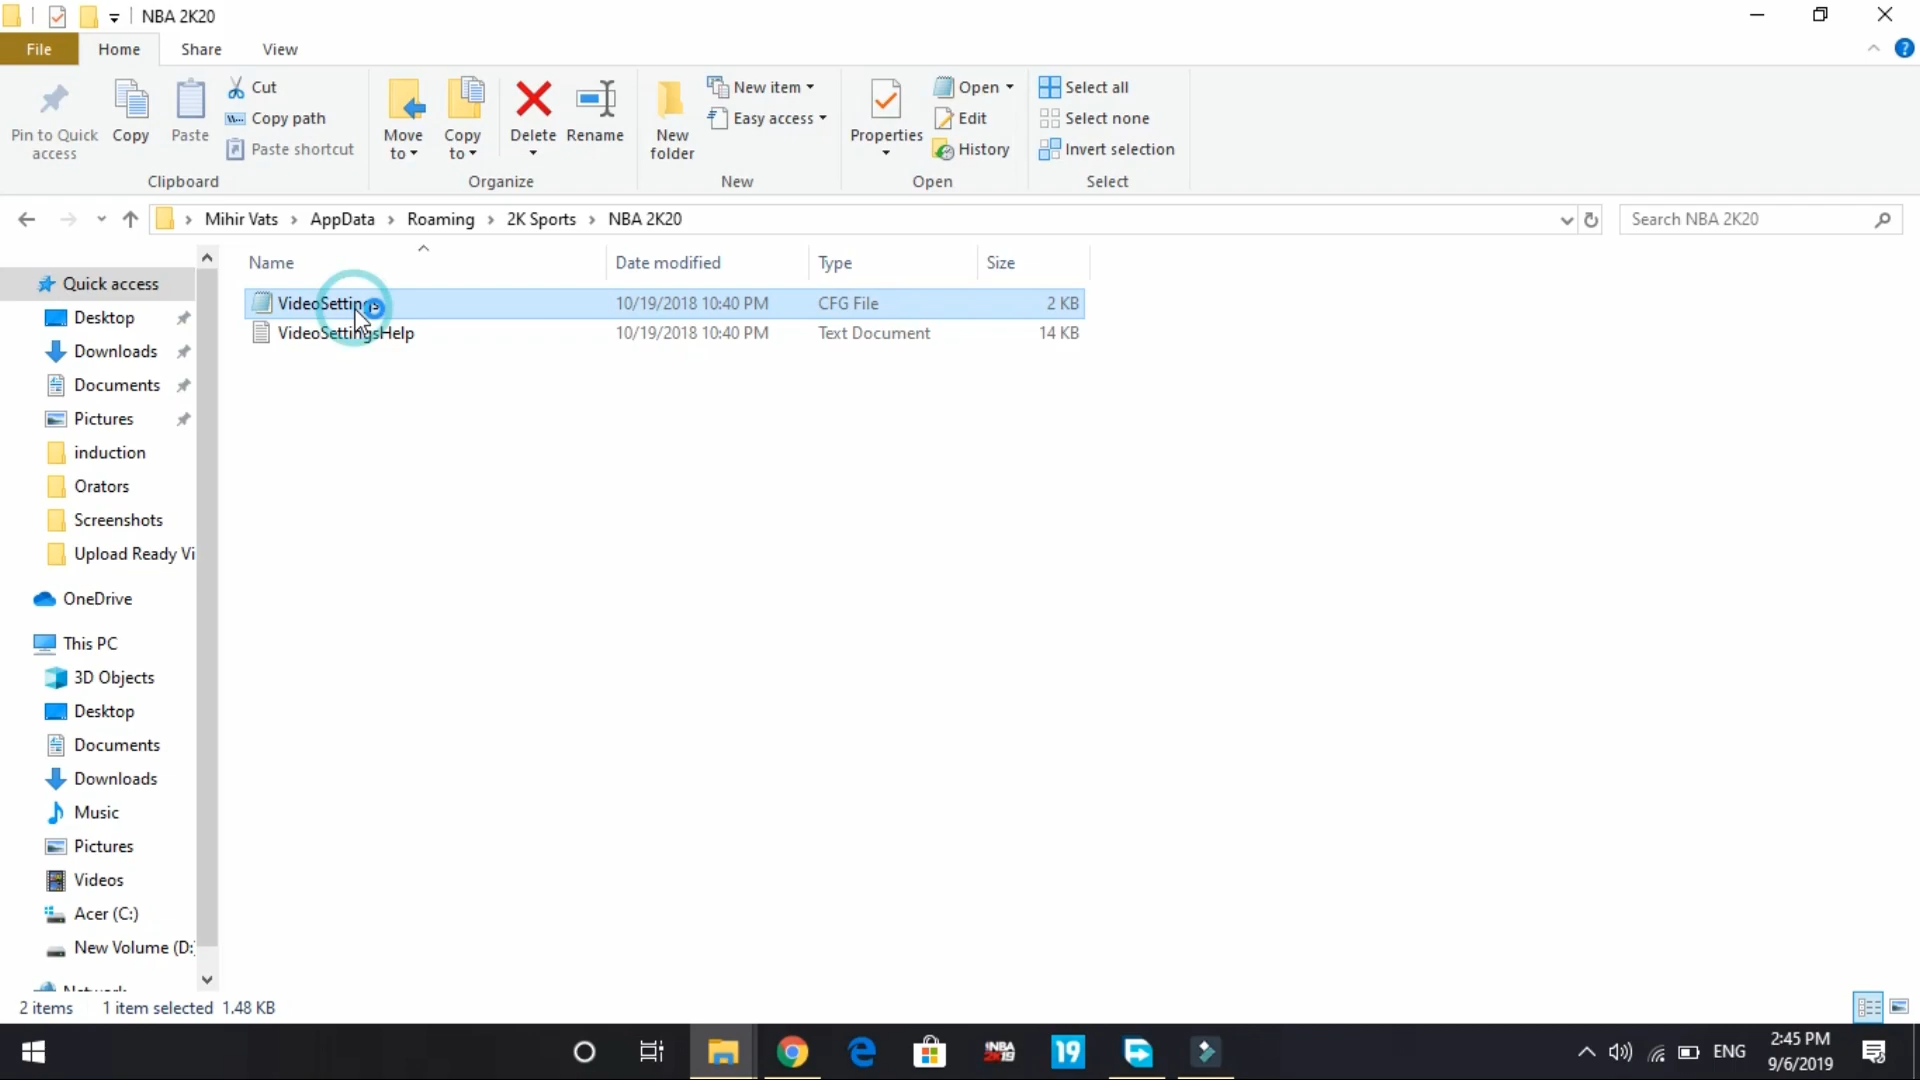 NBA 2K20
File Home Share View
Pin to Quick access
Copy
Paste
Cut
Copy path
Paste shortcut
Clipboard
Move to
Copy to
Delete
Rename
Organize
New folder
New item
Easy access
New
Properties
Open
Edit
History
Open
Select all
Select none
Invert selection
Select
Mihir Vats > AppData > Roaming > 2K Sports > NBA 2K20
Search NBA 2K20
Name Date modified Type Size
VideoSettings 10/19/2018 10:40 PM CFG File 2 KB
VideoSettingsHelp 10/19/2018 10:40 PM Text Document 14 KB
Quick access
Desktop
Downloads
Documents
Pictures
induction
Orators
Screenshots
Upload Ready Vi
OneDrive
This PC
3D Objects
Desktop
Documents
Downloads
Music
Pictures
Videos
Acer (C:)
New Volume (D:)
2 items 1 item selected 1.48 KB
NBA 2K19
19
ENG
2:45 PM
9/6/2019